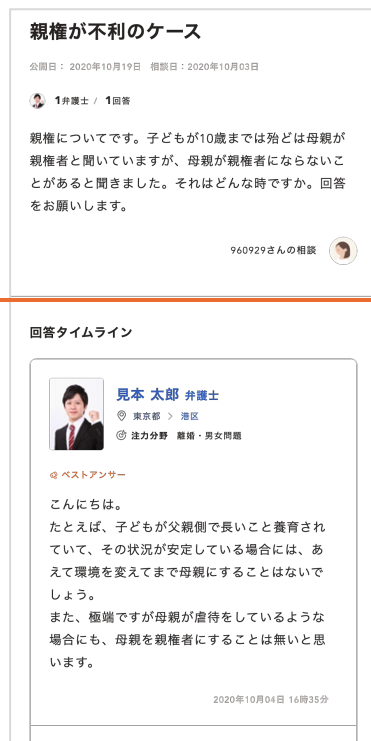 親権が不利のケース
公開日： 2020年10月19日　相談日：2020年10月03日
1弁護士 / 1回答
親権についてです。子どもが10歳までは殆どは母親が
親権者と聞いていますが、母親が親権者にならないこ
とがあると聞きました。それはどんな時ですか。回答
をお願いします。
960929さんの相談
回答タイムライン
見本 太郎 弁護士
東京都 > 港区
注力分野 離婚・男女問題
ベストアンサー
こんにちは。
たとえば、子どもが父親側で長いこと養育され
ていて、その状況が安定している場合には、あ
えて環境を変えてまで母親にすることはないで
しょう。
また、極端ですが母親が虐待をしているような
場合にも、母親を親権者にすることは無いと思
います。
2020年10月04日 16時35分